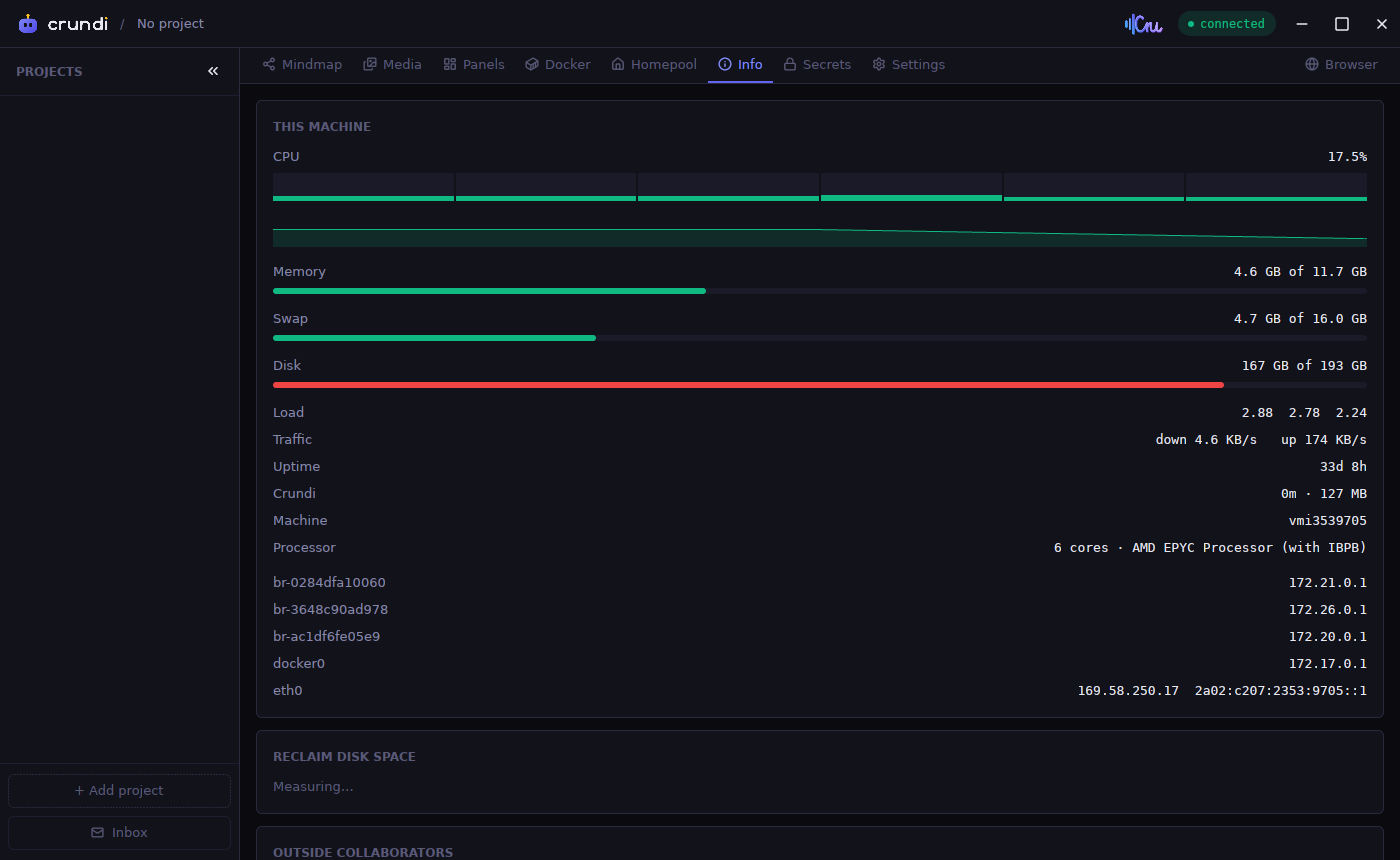 crundi / No project
Cru
connected
PROJECTS
Mindmap Media Panels Docker Homepool Info Secrets Settings Browser
THIS MACHINE
CPU 17.5%
Memory 4.6 GB of 11.7 GB
Swap 4.7 GB of 16.0 GB
Disk 167 GB of 193 GB
Load 2.88 2.78 2.24
Traffic down 4.6 KB/s up 174 KB/s
Uptime 33d 8h
Crundi 0m · 127 MB
Machine vmi3539705
Processor 6 cores · AMD EPYC Processor (with IBPB)
br-0284dfa10060 172.21.0.1
br-3648c90ad978 172.26.0.1
br-ac1df6fe05e9 172.20.0.1
docker0 172.17.0.1
eth0 169.58.250.17 2a02:c207:2353:9705::1
RECLAIM DISK SPACE
Measuring...
+ Add project
Inbox
OUTSIDE COLLABORATORS